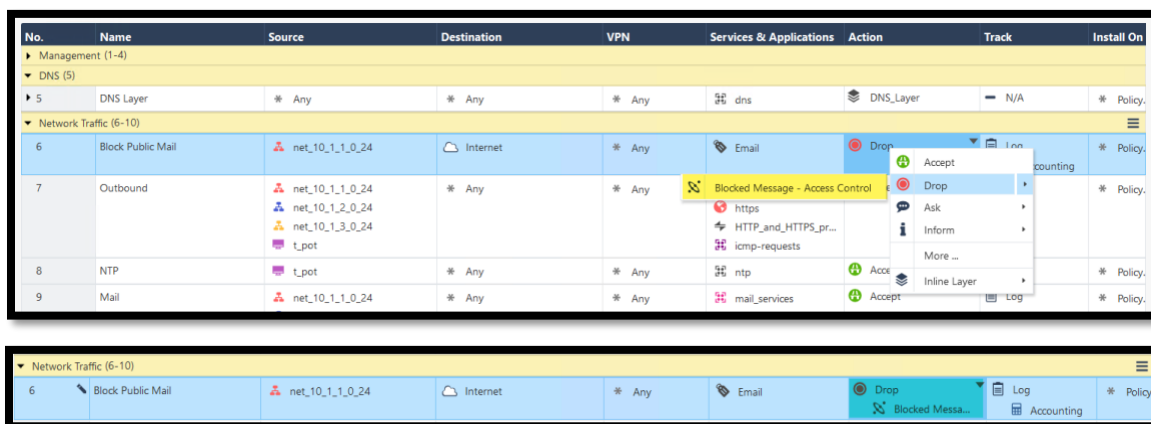 No. Name Source Destination VPN Services & Applications Action Track Install On
Management (1-4)
DNS (5)
5 DNS Layer * Any * Any * Any dns DNS_Layer N/A * Policy.
Network Traffic (6-10)
6 Block Public Mail net_10_1_1_0_24 Internet * Any Email Drop Log * Policy.
Accept
counting
7 Outbound net_10_1_1_0_24 * Any * Any Blocked Message - Access Control Drop * Policy.
net_10_1_2_0_24 https Ask
net_10_1_3_0_24 HTTP_and_HTTPS_pr... Inform
t_pot icmp-requests
More ...
8 NTP t_pot * Any * Any ntp Acce * Policy.
Inline Layer
9 Mail net_10_1_1_0_24 * Any * Any mail_services Accept Log * Policy.
Network Traffic (6-10)
6 Block Public Mail net_10_1_1_0_24 Internet * Any Email Drop Log * Policy
Blocked Messa... Accounting